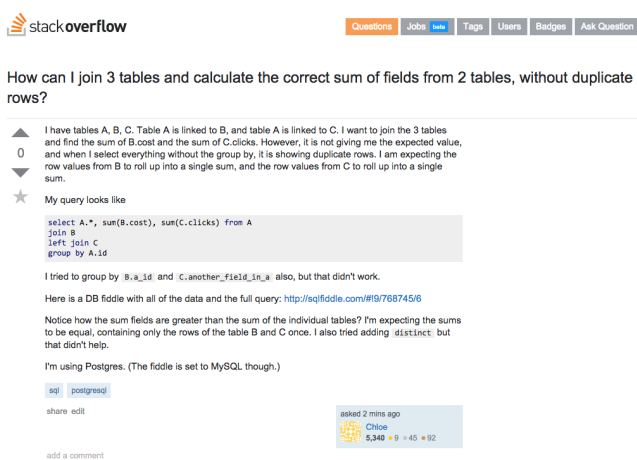 stackoverflow
Questions Jobs beta Tags Users Badges Ask Question
How can I join 3 tables and calculate the correct sum of fields from 2 tables, without duplicate
rows?
I have tables A, B, C. Table A is linked to B, and table A is linked to C. I want to join the 3 tables
and find the sum of B.cost and the sum of C.clicks. However, it is not giving me the expected value,
and when I select everything without the group by, it is showing duplicate rows. I am expecting the
row values from B to roll up into a single sum, and the row values from C to roll up into a single
sum.
0
My query looks like
select A.*, sum(B.cost), sum(C.clicks) from A
join B
left join C
group by A.id
I tried to group by B.a_id and C.another_field_in_a also, but that didn't work.
Here is a DB fiddle with all of the data and the full query: http://sqlfiddle.com/#!9/768745/6
Notice how the sum fields are greater than the sum of the individual tables? I'm expecting the sums
to be equal, containing only the rows of the table B and C once. I also tried adding distinct but
that didn't help.
I'm using Postgres. (The fiddle is set to MySQL though.)
sql postgresql
share edit
asked 2 mins ago
Chloe
5,340 9 45 92
add a comment